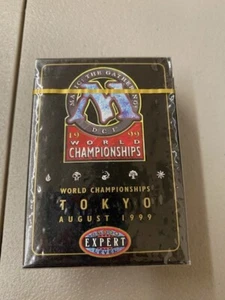 MAGIC: THE GATHERING
DCI
1999
WORLD
CHAMPIONSHIPS
WORLD CHAMPIONSHIPS
TOKYO
AUGUST 1999
EXPERT